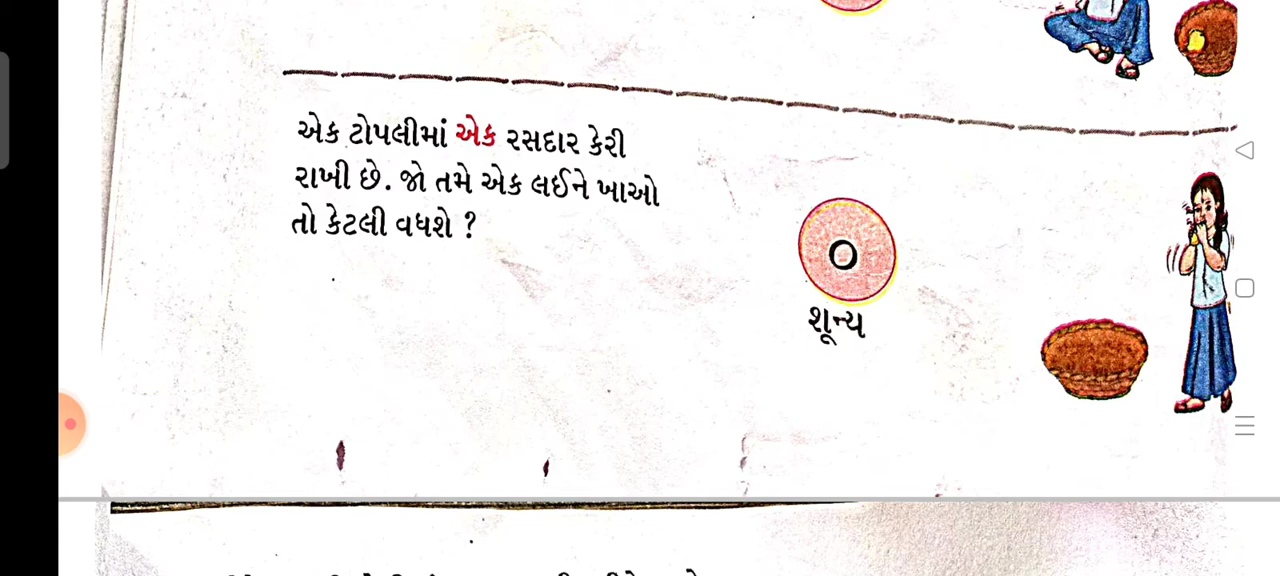 એક ટોપલીમાં એક રસદાર કેરી
રાખી છે. જો તમે એક લઈને ખાઓ
તો કેટલી વધશે ?
0
શૂન્ય